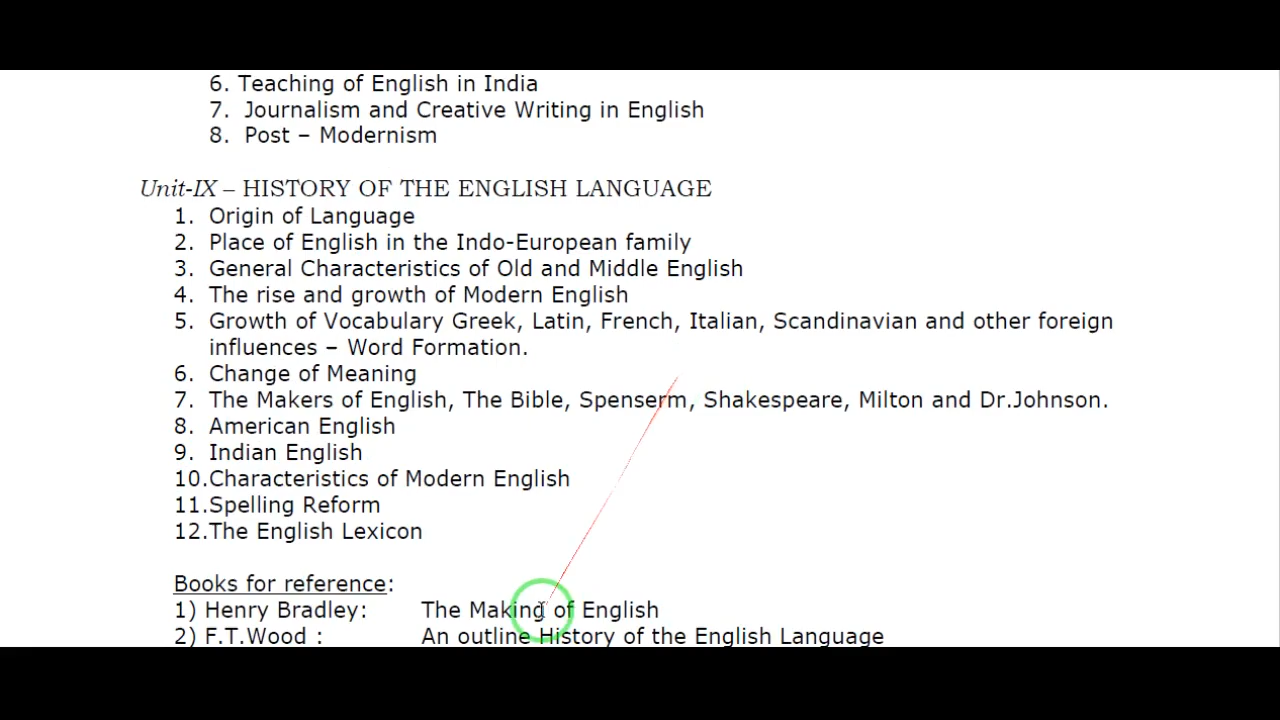 6. Teaching of English in India
7. Journalism and Creative Writing in English
8. Post – Modernism
Unit-IX – HISTORY OF THE ENGLISH LANGUAGE
1. Origin of Language
2. Place of English in the Indo-European family
3. General Characteristics of Old and Middle English
4. The rise and growth of Modern English
5. Growth of Vocabulary Greek, Latin, French, Italian, Scandinavian and other foreign
influences – Word Formation.
6. Change of Meaning
7. The Makers of English, The Bible, Spenserm, Shakespeare, Milton and Dr.Johnson.
8. American English
9. Indian English
10.Characteristics of Modern English
11.Spelling Reform
12.The English Lexicon
Books for reference:
1) Henry Bradley: The Making of English
2) F.T.Wood : An outline History of the English Language